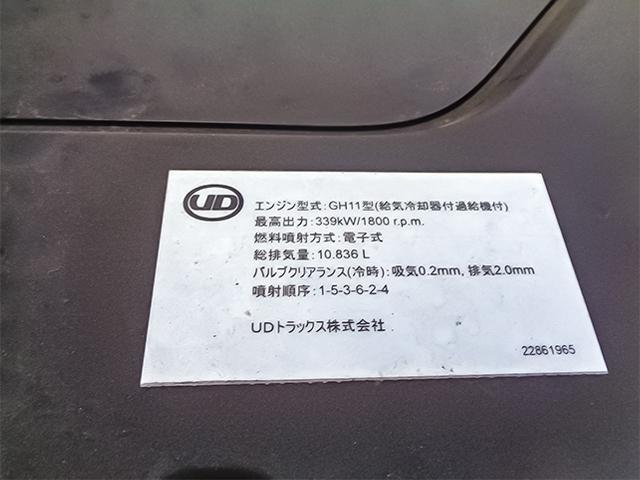 UD
エンジン型式:GH11型(給気冷却器付過給機付)
最高出力:339kW/1800 r.p.m.
燃料噴射方式:電子式
総排気量:10.836 L
バルブクリアランス(冷時):吸気0.2mm, 排気2.0mm
噴射順序:1-5-3-6-2-4
UDトラックス株式会社
22861965